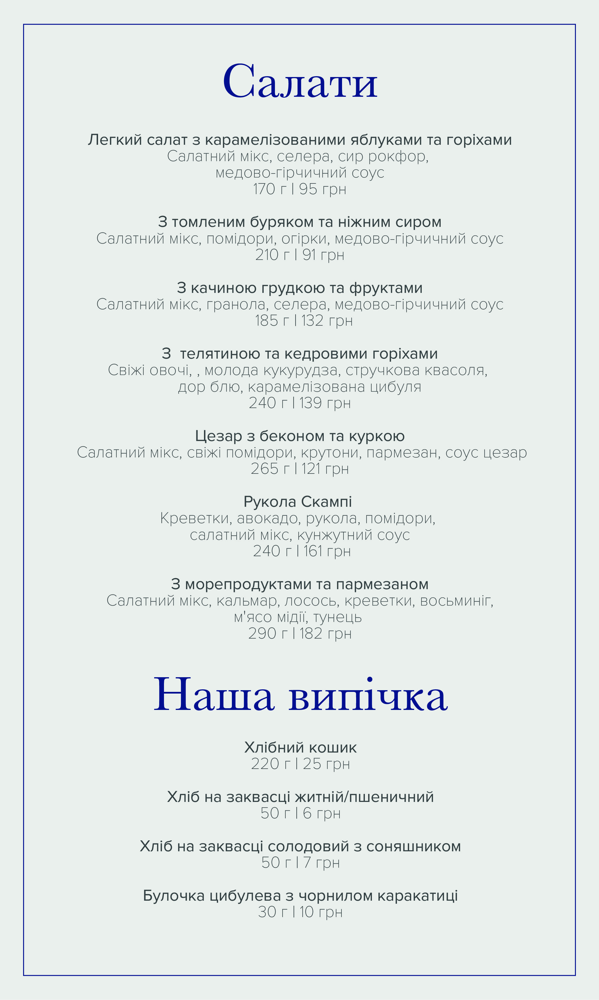 Салати
Легкий салат з карамелізованими яблуками та горіхами
Салатний мікс, селера, сир рокфор,
медово-гірчичний соус
170 г | 95 грн
З томленим буряком та ніжним сиром
Салатний мікс, помідори, огірки, медово-гірчичний соус
210 г | 91 грн
З качиною грудкою та фруктами
Салатний мікс, гранола, селера, медово-гірчичний соус
185 г | 132 грн
З  телятиною та кедровими горіхами
Свіжі овочі, , молода кукурудза, стручкова квасоля,
дор блю, карамелізована цибуля
240 г | 139 грн
Цезар з беконом та куркою
Салатний мікс, свіжі помідори, крутони, пармезан, соус цезар
265 г | 121 грн
Рукола Скампі
Креветки, авокадо, рукола, помідори,
салатний мікс, кунжутний соус
240 г | 161 грн
З морепродуктами та пармезаном
Салатний мікс, кальмар, лосось, креветки, восьминіг,
м'ясо мідії, тунець
290 г | 182 грн
Наша випічка
Хлібний кошик
220 г | 25 грн
Хліб на заквасці житній/пшеничний
50 г | 6 грн
Хліб на заквасці солодовий з соняшником
50 г | 7 грн
Булочка цибулева з чорнилом каракатиці
30 г | 10 грн